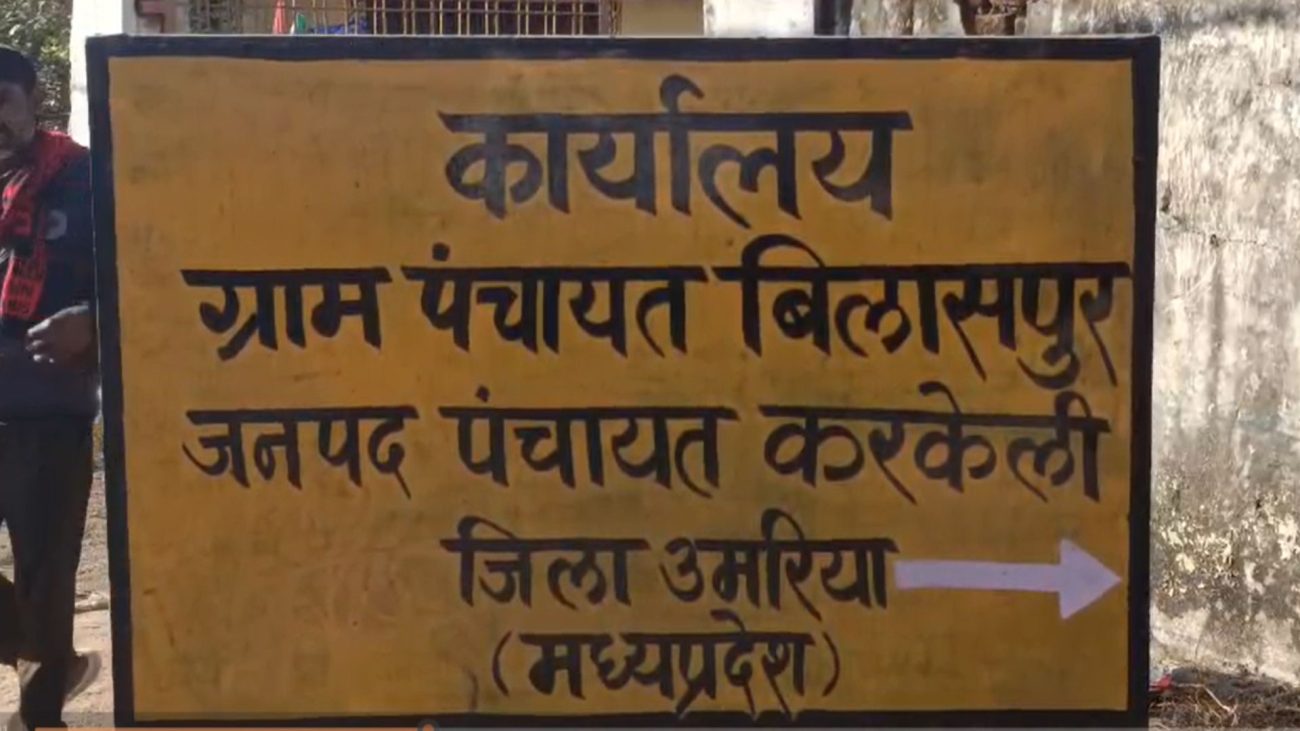 कार्यालय
ग्राम पंचायत बिलासपुर
जनपद पंचायत करकेली
जिला उमरिया
(मध्यप्रदेश)